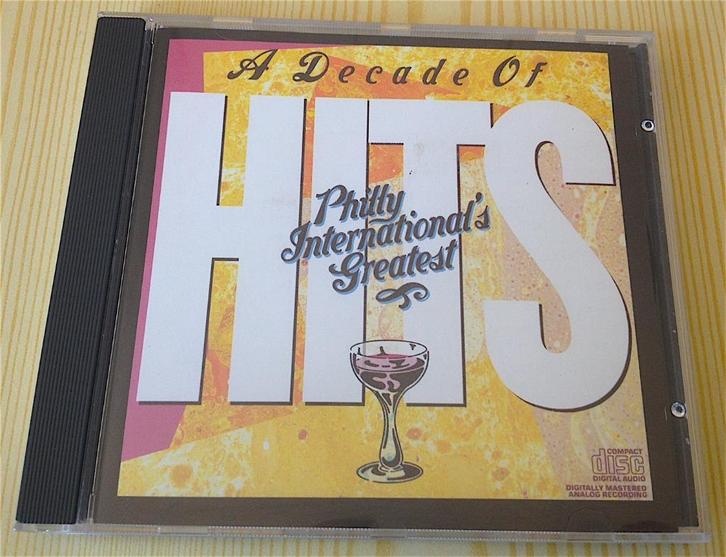 A Decade Of
HITS
Philly
International's
Greatest
COMPACT
disc
DIGITAL AUDIO
DIGITALLY MASTERED
ANALOG RECORDING